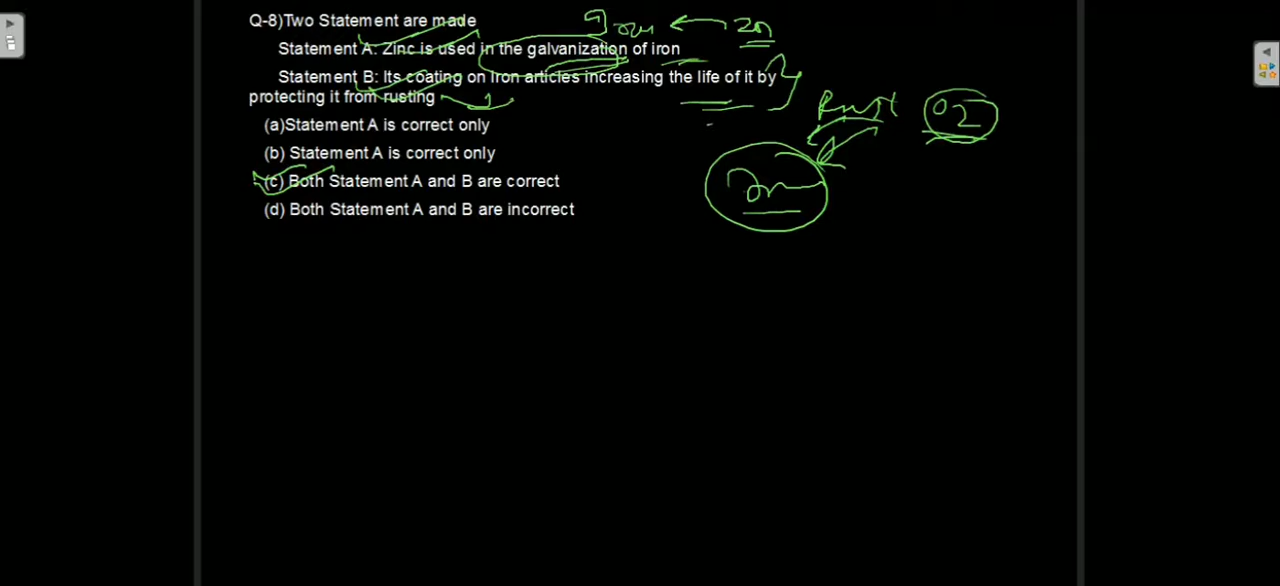 Q-8)Two Statement are made
Iron ← Zn
Statement A: Zinc is used in the galvanization of iron
Statement B: Its coating on Iron articles increasing the life of it by
protecting it from rusting
Rust O2
(a)Statement A is correct only
(b) Statement A is correct only
(c) Both Statement A and B are correct
(d) Both Statement A and B are incorrect